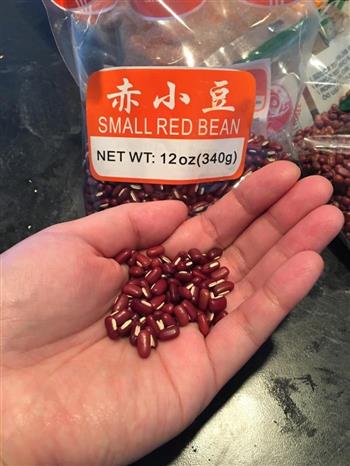 赤小豆
SMALL RED BEAN
NET WT: 12oz(340g)